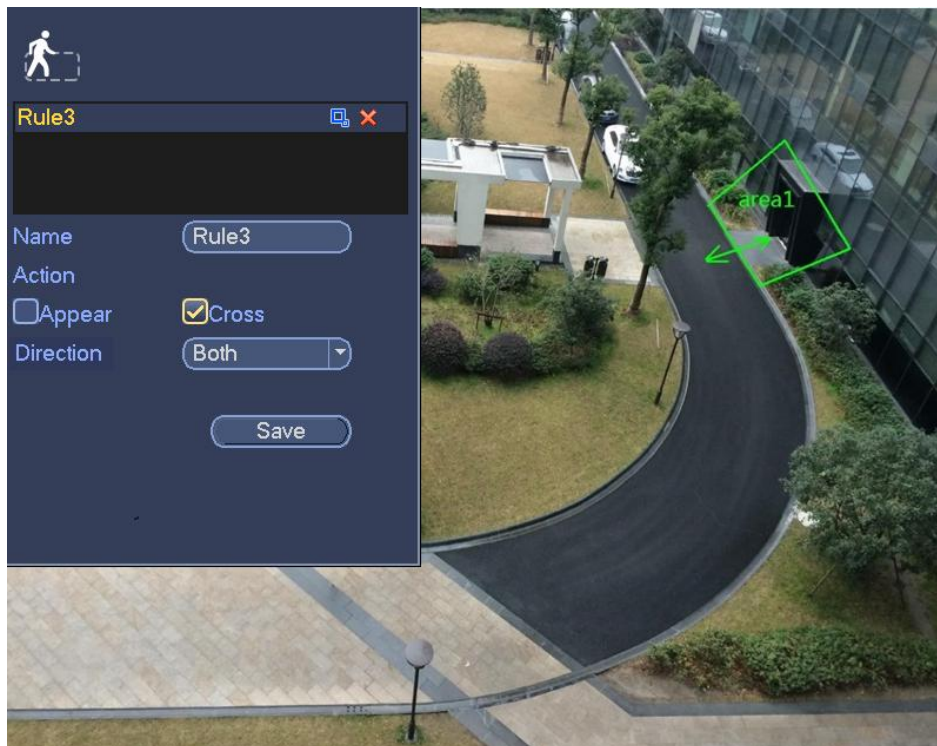 Rule3
Name Rule3
Action
Appear Cross
Direction Both
Save
area1